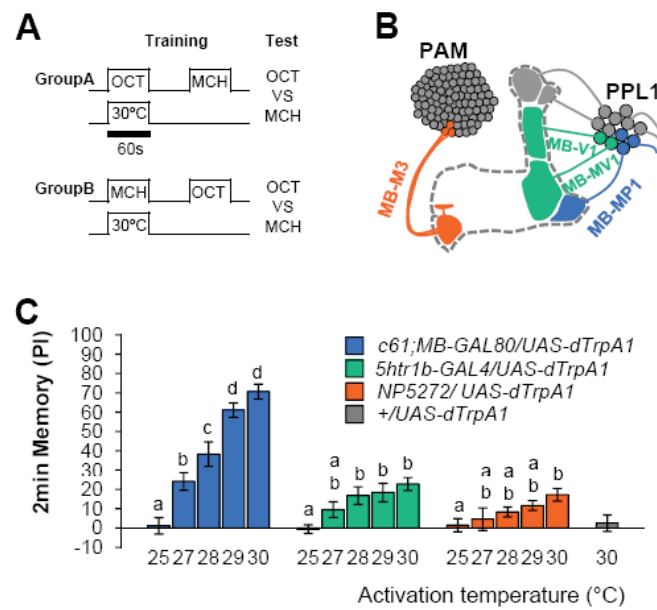 A
Training Test
GroupA OCT MCH OCT
VS
30°C MCH
60s
GroupB MCH OCT OCT
VS
30°C MCH
B
PAM
PPL1
MB-V1
MB-MV1
MB-MP1
MB-M3
C
2min Memory (PI)
100
90
80
70
60
50
40
30
20
10
0
-10
c61;MB-GAL80/UAS-dTrpA1
5htr1b-GAL4/UAS-dTrpA1
NP5272/ UAS-dTrpA1
+/UAS-dTrpA1
a b c d d
a a b b b b
a a b a b a b b
25 27 28 29 30 25 27 28 29 30 25 27 28 29 30 30
Activation temperature (°C)